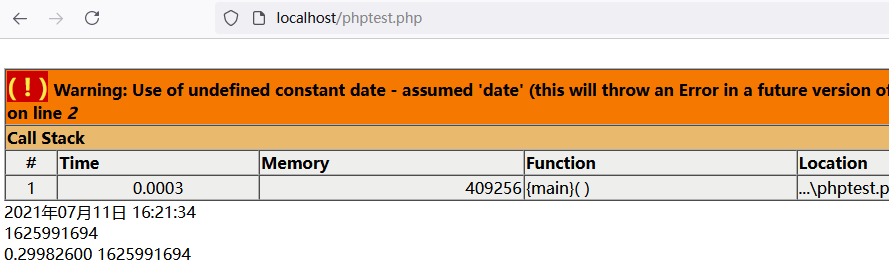 localhost/phptest.php
( ! ) Warning: Use of undefined constant date - assumed 'date' (this will throw an Error in a future version of
on line 2
Call Stack
# Time Memory Function Location
1 0.0003 409256 {main}( ) ...\phptest.p
2021年07月11日 16:21:34
1625991694
0.29982600 1625991694